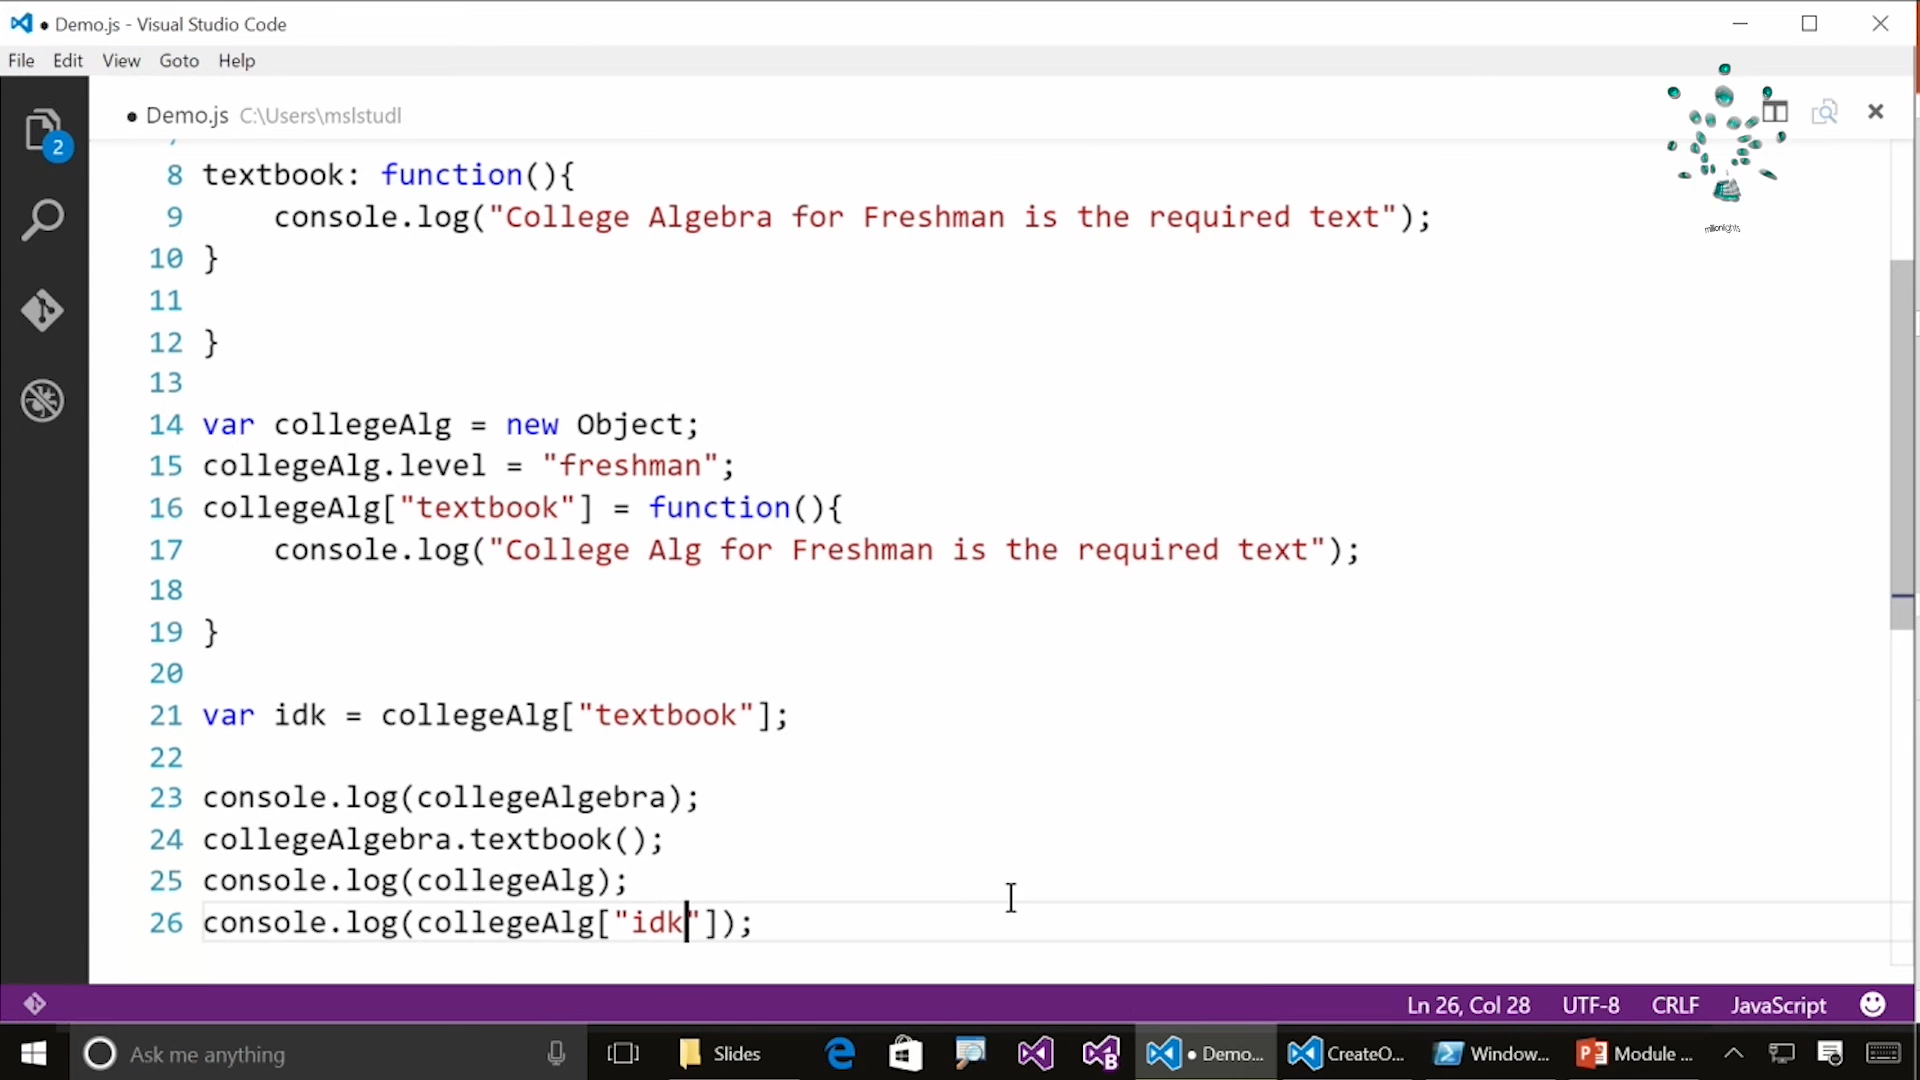 Demo.js - Visual Studio Code
File Edit View Goto Help
Demo.js C:\Users\mslstudl
millionlights
2
8 textbook: function(){
9 console.log("College Algebra for Freshman is the required text");
10 }
11
12 }
13
14 var collegeAlg = new Object;
15 collegeAlg.level = "freshman";
16 collegeAlg["textbook"] = function(){
17 console.log("College Alg for Freshman is the required text");
18
19 }
20
21 var idk = collegeAlg["textbook"];
22
23 console.log(collegeAlgebra);
24 collegeAlgebra.textbook();
25 console.log(collegeAlg);
26 console.log(collegeAlg["idk"]);
Ln 26, Col 28 UTF-8 CRLF JavaScript
Ask me anything Slides Demo... CreateO... Window... Module ...